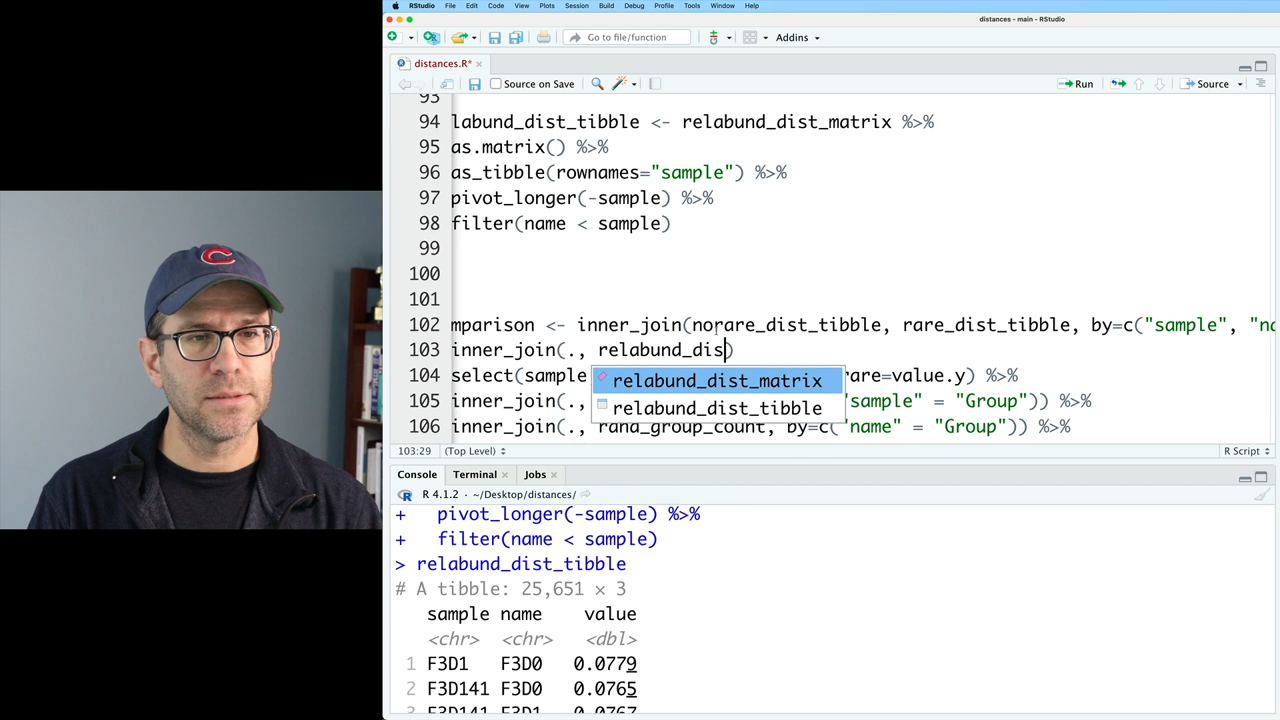 RStudio File Edit Code View Plots Session Build Debug Profile Tools Window Help
distances - main - RStudio
Go to file/function Addins
distances.R*
Source on Save Run Source
93
94 labund_dist_tibble <- relabund_dist_matrix %>%
95 as.matrix() %>%
96 as_tibble(rownames="sample") %>%
97 pivot_longer(-sample) %>%
98 filter(name < sample)
99
100
101
102 mparison <- inner_join(norare_dist_tibble, rare_dist_tibble, by=c("sample", "na
103 inner_join(., relabund_dis)
104 select(sample rare=value.y) %>%
relabund_dist_matrix
relabund_dist_tibble
105 inner_join(., "sample" = "Group")) %>%
106 inner_join(., rand_group_count, by=c("name" = "Group")) %>%
103:29 (Top Level) R Script
Console Terminal Jobs
R 4.1.2 · ~/Desktop/distances/
+ pivot_longer(-sample) %>%
+ filter(name < sample)
> relabund_dist_tibble
# A tibble: 25,651 × 3
sample name value
<chr> <chr> <dbl>
1 F3D1 F3D0 0.0779
2 F3D141 F3D0 0.0765
3 F3D141 F3D1 0.0767
C